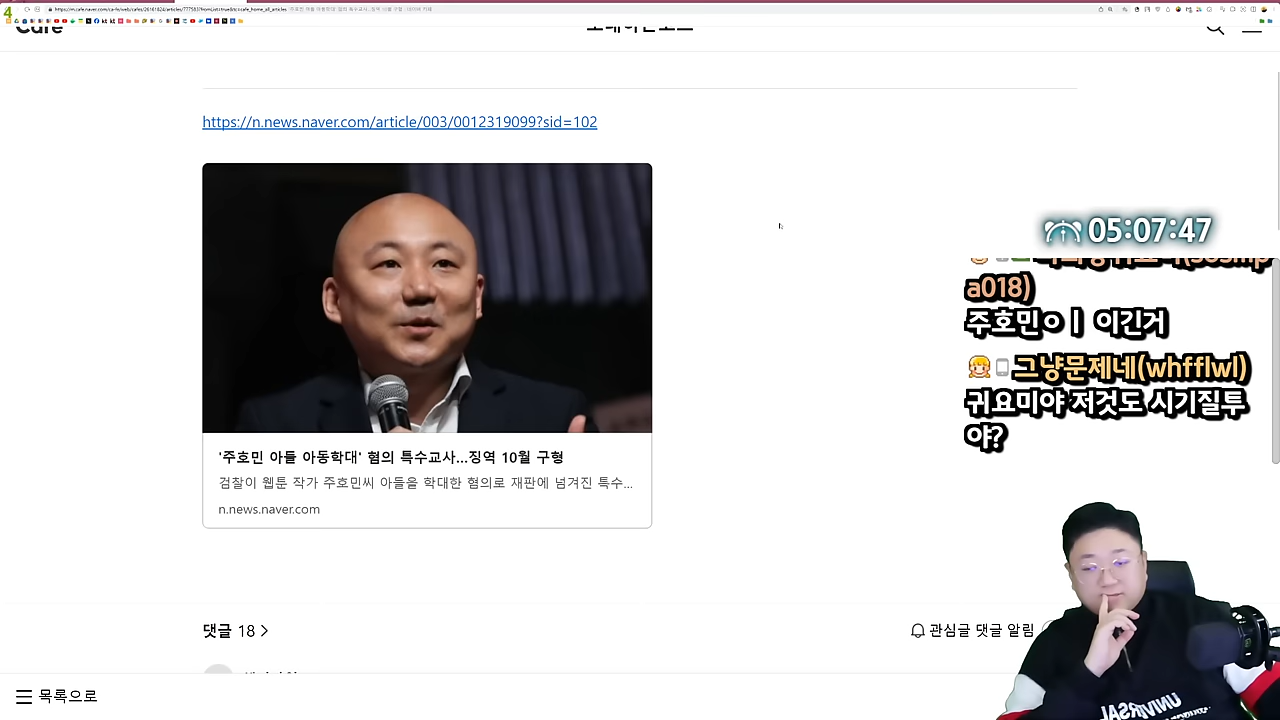 https://n.news.naver.com/article/003/0012319099?sid=102
'주호민 아들 아동학대' 혐의 특수교사...징역 10월 구형
검찰이 웹툰 작가 주호민씨 아들을 학대한 혐의로 재판에 넘겨진 특수...
n.news.naver.com
댓글 18
관심글 댓글 알림
목록으로
05:07:47
a018)
주호민ㅇㅣ 이긴거
그냥문제네(whfflwl)
귀요미야 저것도 시기질투
야?
UNIVERSAL